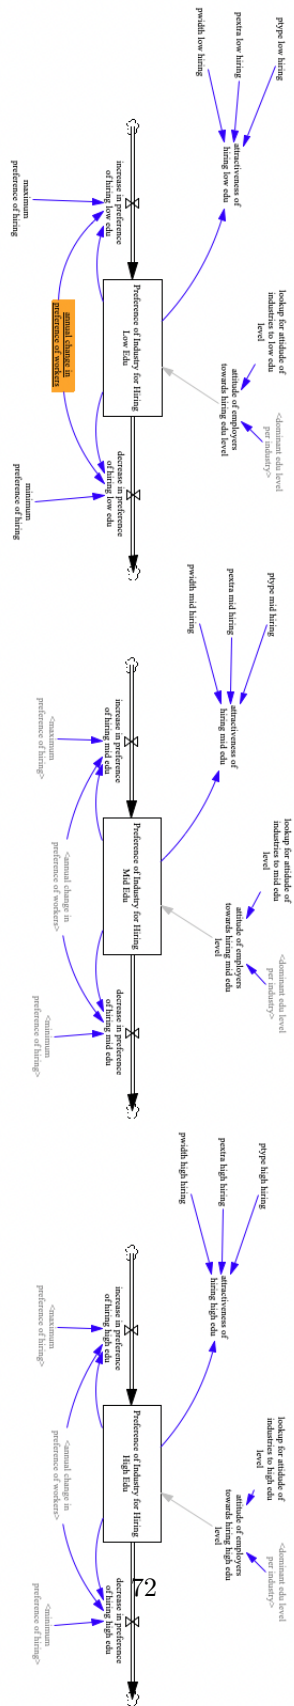 ptype low hiring
pextra low hiring
pwidth low hiring
attractiveness of
hiring low edu
lookup for attidude of
industries to low edu
level
<dominant edu level
per industry>
attitude of employers
towards hiring edu level
level
increase in preference
of hiring low edu
Preference of Industry for Hiring
Low Edu
decrease in preference
of hiring low edu
maximum
preference of hiring
annual change in
preference of workers
minimum
preference of hiring
ptype mid hiring
pextra mid hiring
pwidth mid hiring
attractiveness of
hiring mid edu
lookup for attidude of
industries to mid edu
level
<dominant edu level
per industry>
attitude of employers
towards hiring mid edu
level
increase in preference
of hiring mid edu
Preference of Industry for Hiring
Mid Edu
decrease in preference
of hiring mid edu
<maximum
preference of hiring>
<annual change in
preference of workers>
<minimum
preference of hiring>
ptype high hiring
pextra high hiring
pwidth high hiring
attractiveness of
hiring high edu
lookup for attidude of
industries to high edu
level
<dominant edu level
per industry>
attitude of employers
towards hiring high edu
level
increase in preference
of hiring high edu
Preference of Industry for Hiring
High Edu
decrease in preference
of hiring high edu
<maximum
preference of hiring>
<annual change in
preference of workers>
<minimum
preference of hiring>
72